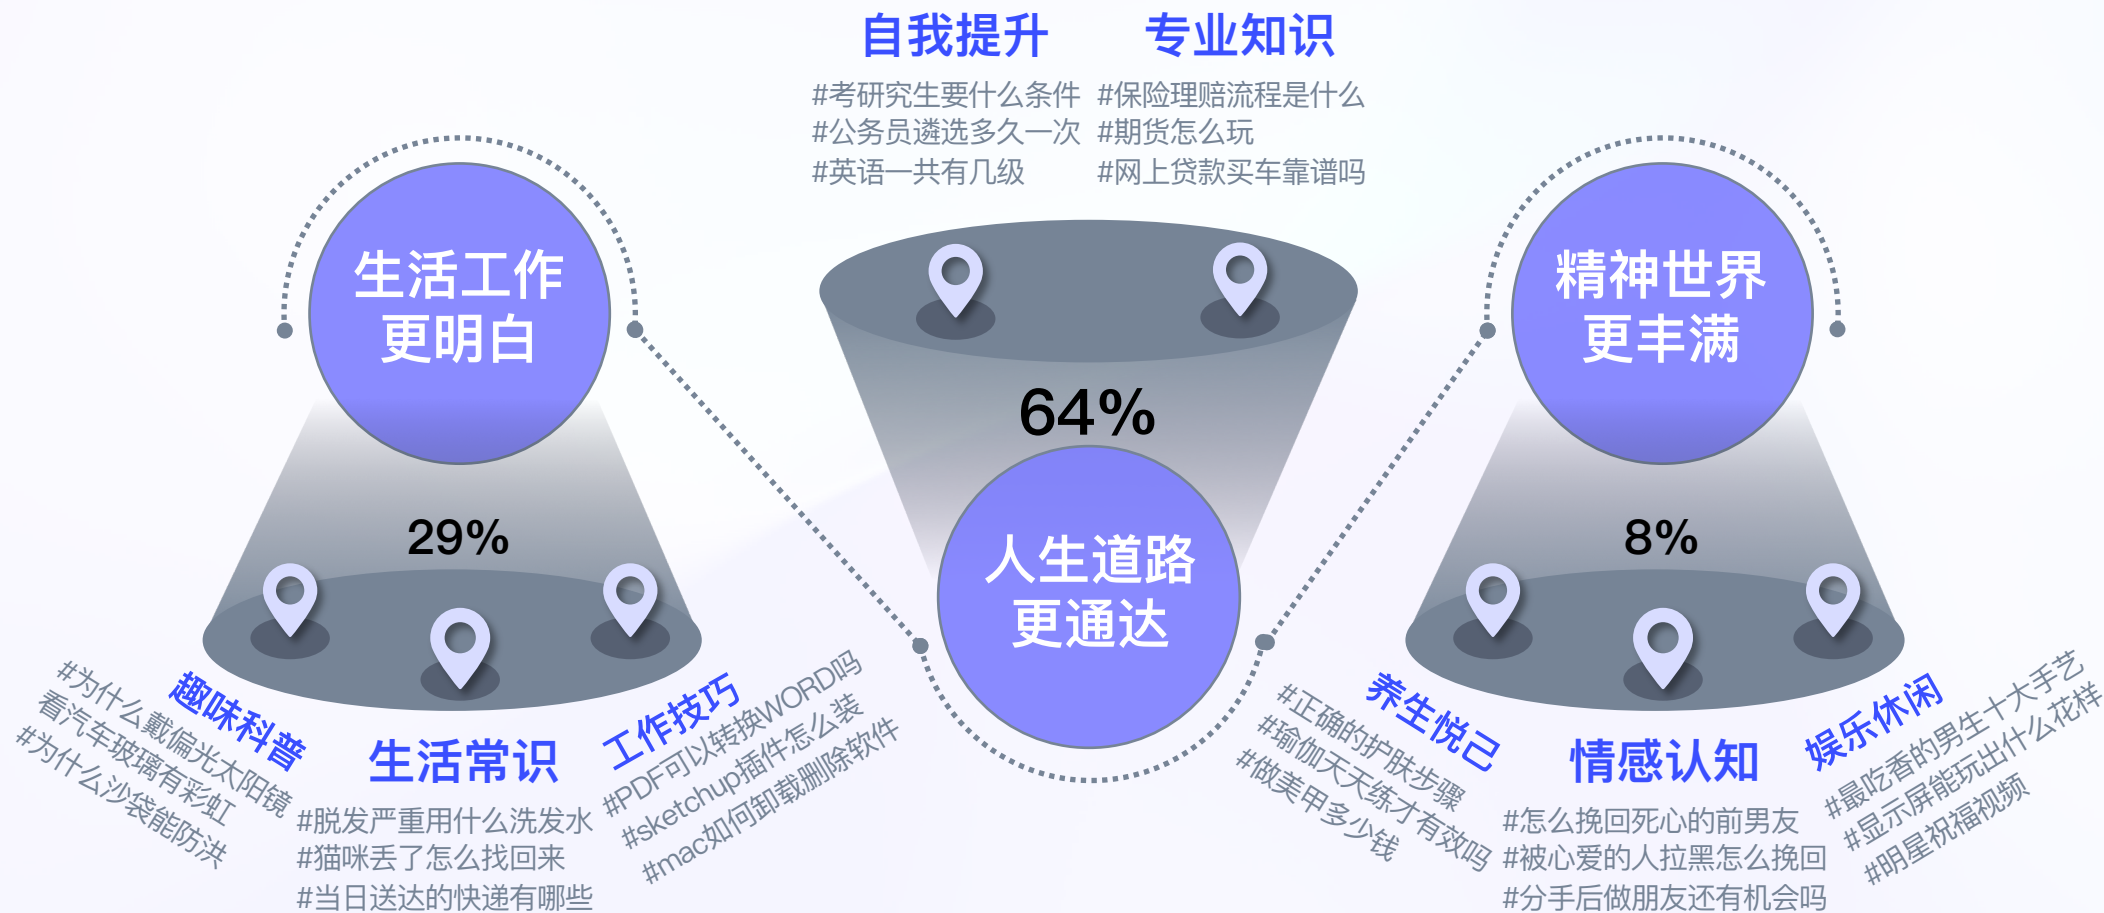 自我提升
#考研究生要什么条件
#公务员遴选多久一次
#英语一共有几级
专业知识
#保险理赔流程是什么
#期货怎么玩
#网上贷款买车靠谱吗
生活工作
更明白
29%
64%
人生道路
更通达
精神世界
更丰满
8%
趣味科普
#为什么戴偏光太阳镜
看汽车玻璃有彩虹
#为什么沙袋能防洪
生活常识
#脱发严重用什么洗发水
#猫咪丢了怎么找回来
#当日送达的快递有哪些
工作技巧
#PDF可以转换WORD吗
#sketchup插件怎么装
#mac如何卸载删除软件
养生悦己
#正确的护肤步骤
#瑜伽天天练才有效吗
#做美甲多少钱
情感认知
#怎么挽回死心的前男友
#被心爱的人拉黑怎么挽回
#分手后做朋友还有机会吗
娱乐休闲
#最吃香的男生十大手艺
#显示屏能玩出什么花样
#明星祝福视频